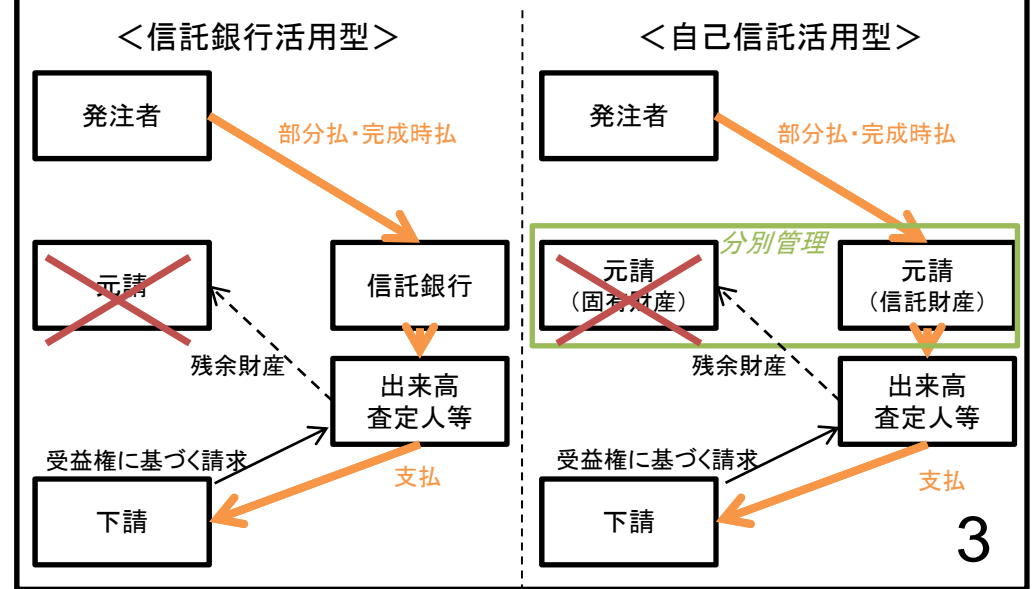 <信託銀行活用型>
発注者
部分払・完成時払
元請
信託銀行
残余財産
出来高
査定人等
受益権に基づく請求
支払
下請
<自己信託活用型>
発注者
部分払・完成時払
分別管理
元請
(固有財産)
元請
(信託財産)
残余財産
出来高
査定人等
受益権に基づく請求
支払
下請
3